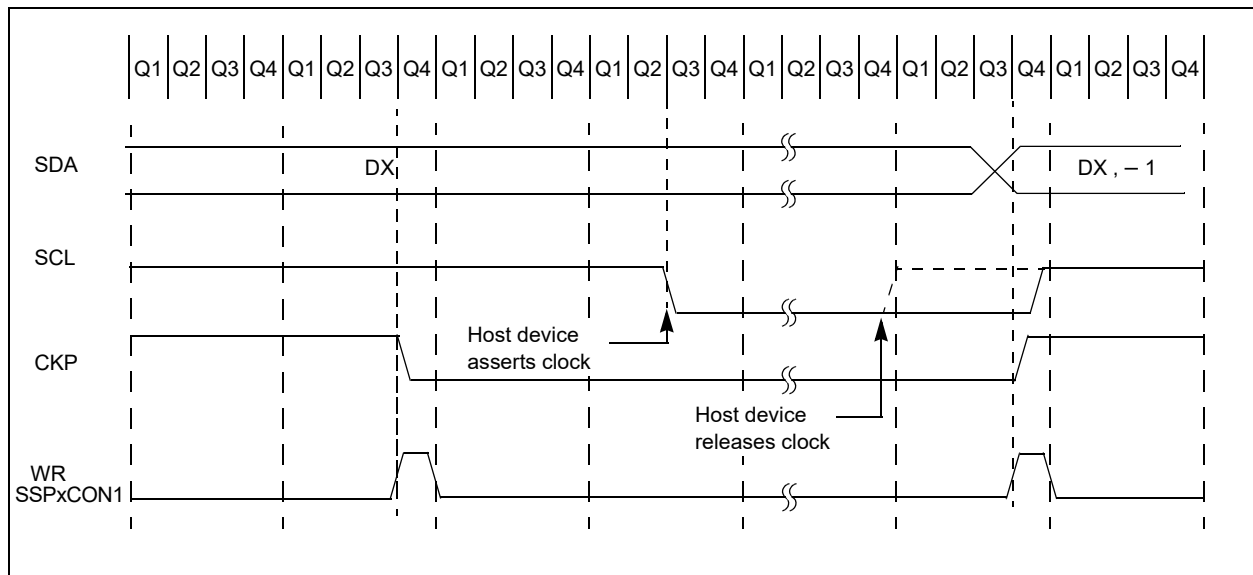 Q1 Q2 Q3 Q4 Q1 Q2 Q3 Q4 Q1 Q2 Q3 Q4 Q1 Q2 Q3 Q4 Q1 Q2 Q3 Q4 Q1 Q2 Q3 Q4 Q1 Q2 Q3 Q4
SDA
DX
DX , – 1
SCL
Host device
asserts clock
CKP
Host device
releases clock
WR
SSPxCON1